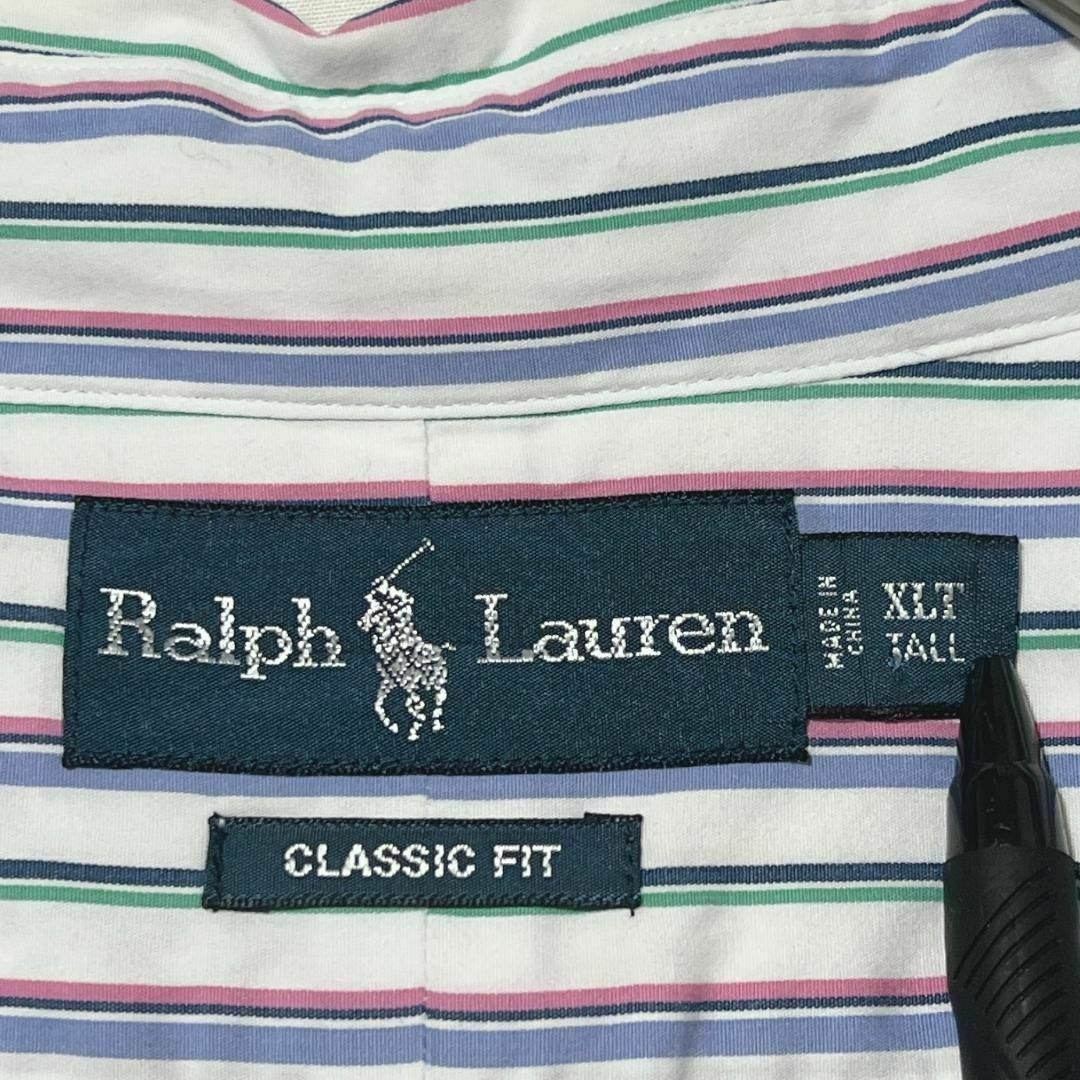 Ralph Lauren
MADE IN
CHINA
XLT
TALL
CLASSIC FIT